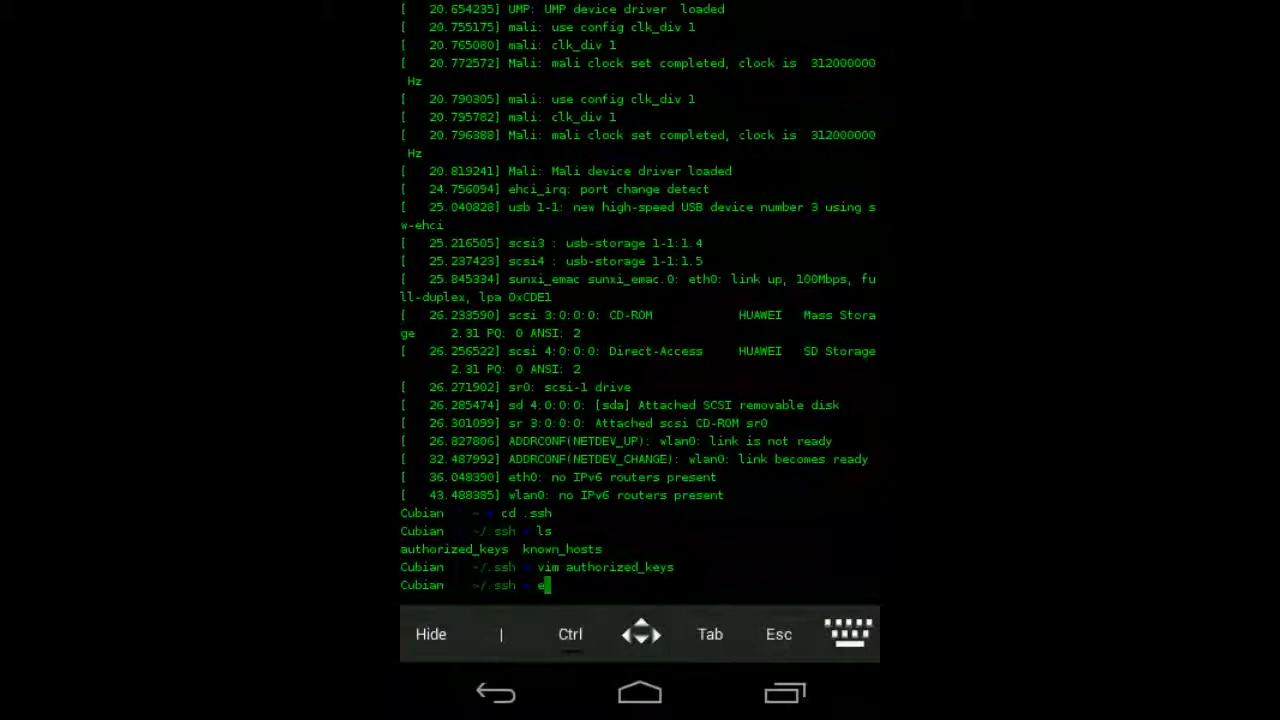 [   20.654235] UMP: UMP device driver  loaded
[   20.755175] mali: use config clk_div 1
[   20.765080] mali: clk_div 1
[   20.772572] Mali: mali clock set completed, clock is  312000000
 Hz
[   20.790305] mali: use config clk_div 1
[   20.795782] mali: clk_div 1
[   20.796388] Mali: mali clock set completed, clock is  312000000
 Hz
[   20.819241] Mali: Mali device driver loaded
[   24.756094] ehci_irq: port change detect
[   25.040828] usb 1-1: new high-speed USB device number 3 using s
w-ehci
[   25.216505] scsi3 : usb-storage 1-1:1.4
[   25.237423] scsi4 : usb-storage 1-1:1.5
[   25.845334] sunxi_emac sunxi_emac.0: eth0: link up, 100Mbps, fu
ll-duplex, lpa 0xCDE1
[   26.233590] scsi 3:0:0:0: CD-ROM            HUAWEI   Mass Stora
ge     2.31 PQ: 0 ANSI: 2
[   26.256522] scsi 4:0:0:0: Direct-Access     HUAWEI   SD Storage
       2.31 PQ: 0 ANSI: 2
[   26.271902] sr0: scsi-1 drive
[   26.285474] sd 4:0:0:0: [sda] Attached SCSI removable disk
[   26.301099] sr 3:0:0:0: Attached scsi CD-ROM sr0
[   26.827806] ADDRCONF(NETDEV_UP): wlan0: link is not ready
[   32.487992] ADDRCONF(NETDEV_CHANGE): wlan0: link becomes ready
[   36.048390] eth0: no IPv6 routers present
[   43.488385] wlan0: no IPv6 routers present
Cubian    ~   cd .ssh
Cubian    ~/.ssh   ls
authorized_keys  known_hosts
Cubian    ~/.ssh   vim authorized_keys
Cubian    ~/.ssh   e
Hide | Ctrl Tab Esc